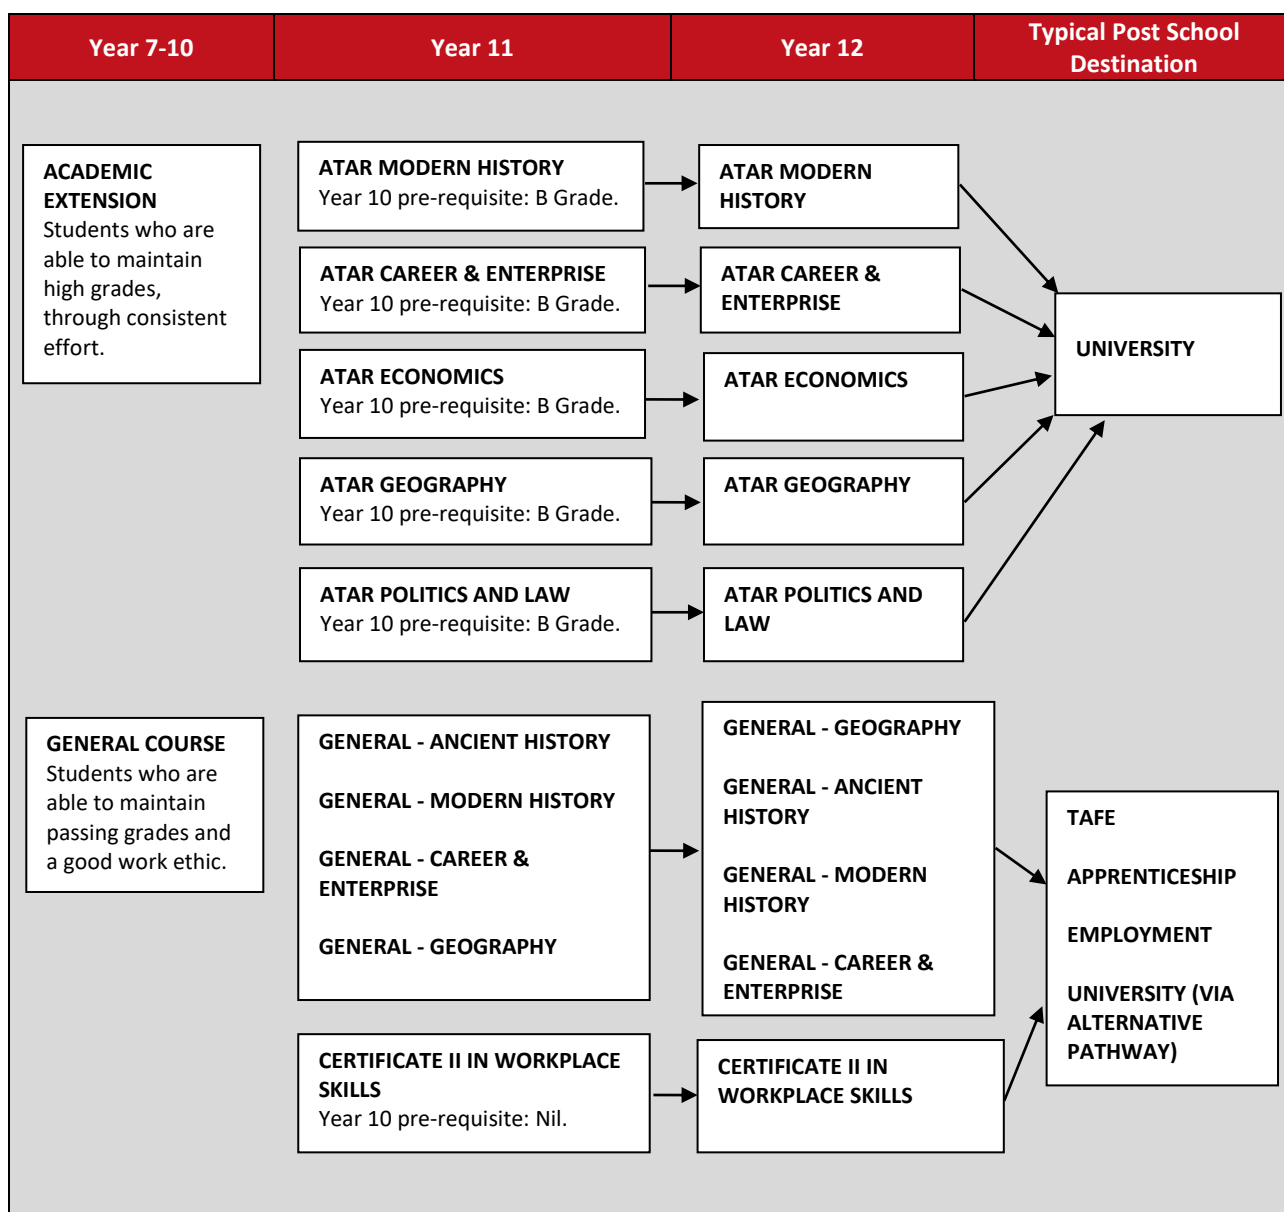 Year 7-10
Year 11
Year 12
Typical Post School
Destination
ACADEMIC
EXTENSION
Students who are
able to maintain
high grades,
through consistent
effort.
ATAR MODERN HISTORY
Year 10 pre-requisite: B Grade.
ATAR MODERN
HISTORY
ATAR CAREER & ENTERPRISE
Year 10 pre-requisite: B Grade.
ATAR CAREER &
ENTERPRISE
ATAR ECONOMICS
Year 10 pre-requisite: B Grade.
ATAR ECONOMICS
ATAR GEOGRAPHY
Year 10 pre-requisite: B Grade.
ATAR GEOGRAPHY
ATAR POLITICS AND LAW
Year 10 pre-requisite: B Grade.
ATAR POLITICS AND
LAW
UNIVERSITY
GENERAL COURSE
Students who are
able to maintain
passing grades and
a good work ethic.
GENERAL - ANCIENT HISTORY
GENERAL - MODERN HISTORY
GENERAL - CAREER &
ENTERPRISE
GENERAL - GEOGRAPHY
GENERAL - GEOGRAPHY
GENERAL - ANCIENT
HISTORY
GENERAL - MODERN
HISTORY
GENERAL - CAREER &
ENTERPRISE
CERTIFICATE II IN WORKPLACE
SKILLS
Year 10 pre-requisite: Nil.
CERTIFICATE II IN
WORKPLACE SKILLS
TAFE
APPRENTICESHIP
EMPLOYMENT
UNIVERSITY (VIA
ALTERNATIVE
PATHWAY)